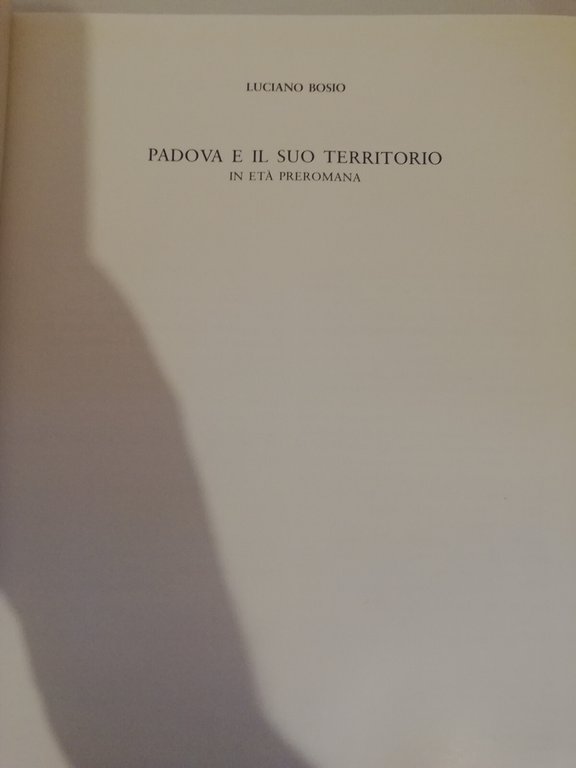 LUCIANO BOSIO
PADOVA E IL SUO TERRITORIO
IN ETÀ PREROMANA